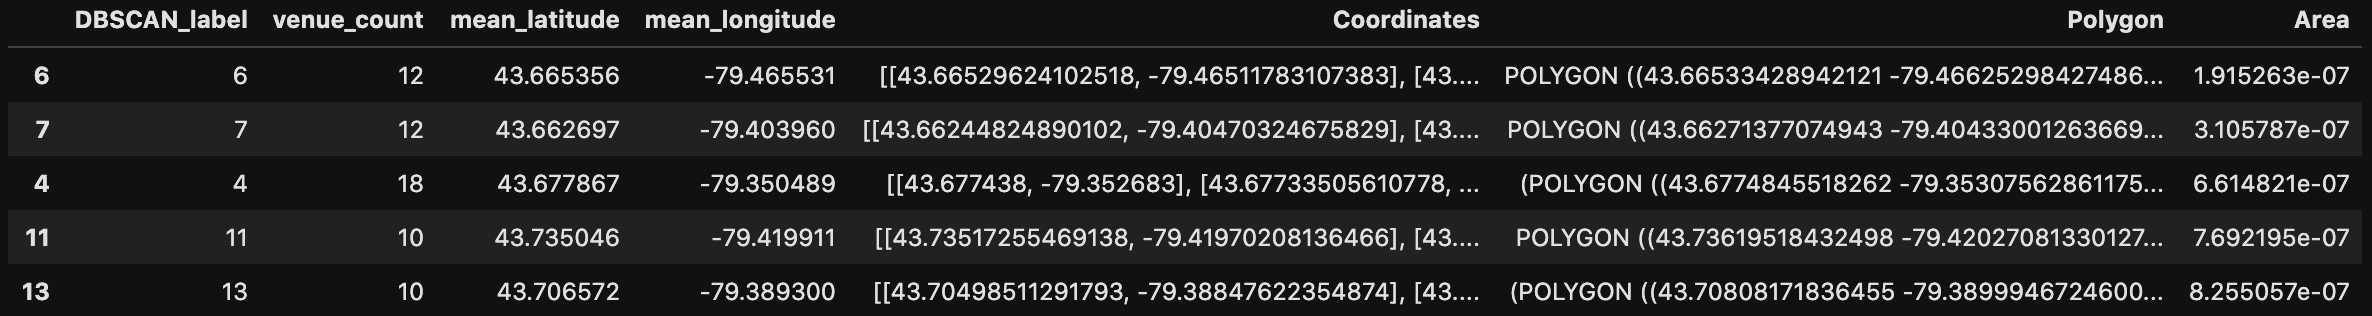 DBSCAN_label venue_count mean_latitude mean_longitude Coordinates Polygon Area
6 6 12 43.665356 -79.465531 [[43.66529624102518, -79.46511783107383], [43.... POLYGON ((43.66533428942121 -79.46625298427486... 1.915263e-07
7 7 12 43.662697 -79.403960 [[43.66244824890102, -79.40470324675829], [43.... POLYGON ((43.66271377074943 -79.40433001263669... 3.105787e-07
4 4 18 43.677867 -79.350489 [[43.677438, -79.352683], [43.67733505610778, ... (POLYGON ((43.6774845518262 -79.35307562861175... 6.614821e-07
11 11 10 43.735046 -79.419911 [[43.73517255469138, -79.41970208136466], [43.... POLYGON ((43.73619518432498 -79.42027081330127... 7.692195e-07
13 13 10 43.706572 -79.389300 [[43.70498511291793, -79.38847622354874], [43.... (POLYGON ((43.70808171836455 -79.3899946724600... 8.255057e-07